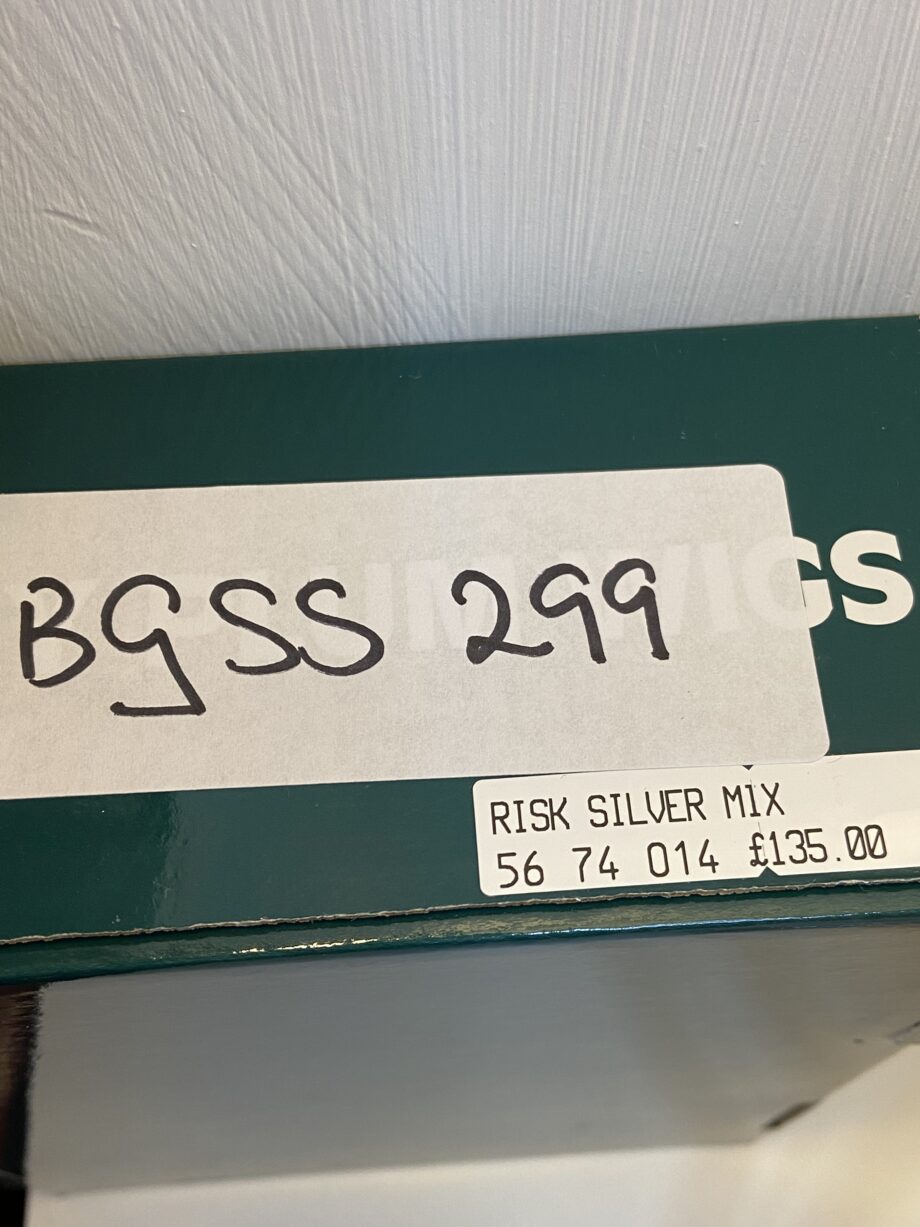 BGSS 299
GS
RISK SILVER MIX
56 74 014 £135.00